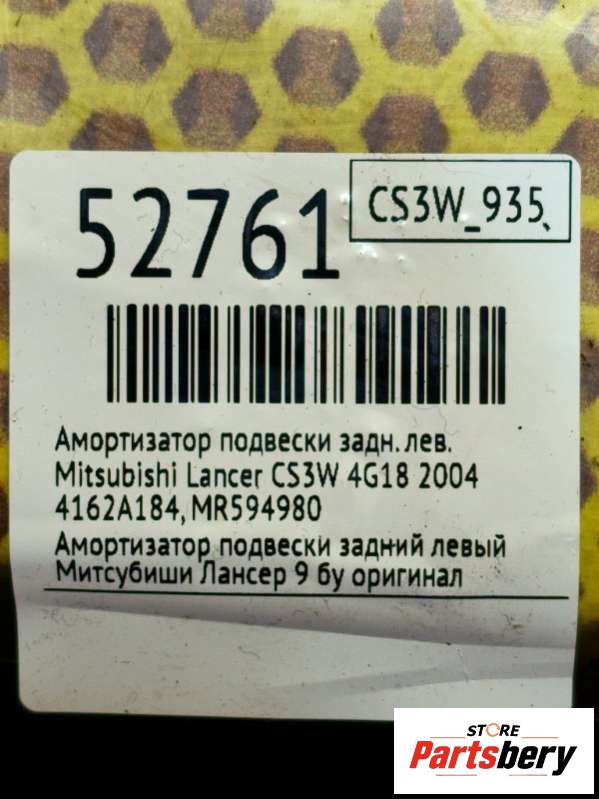 52761
CS3W_935
Амортизатор подвески задн. лев.
Mitsubishi Lancer CS3W 4G18 2004
4162A184, MR594980
Амортизатор подвески задний левый
Митсубиши Лансер 9 бу оригинал
STORE
Partsbery